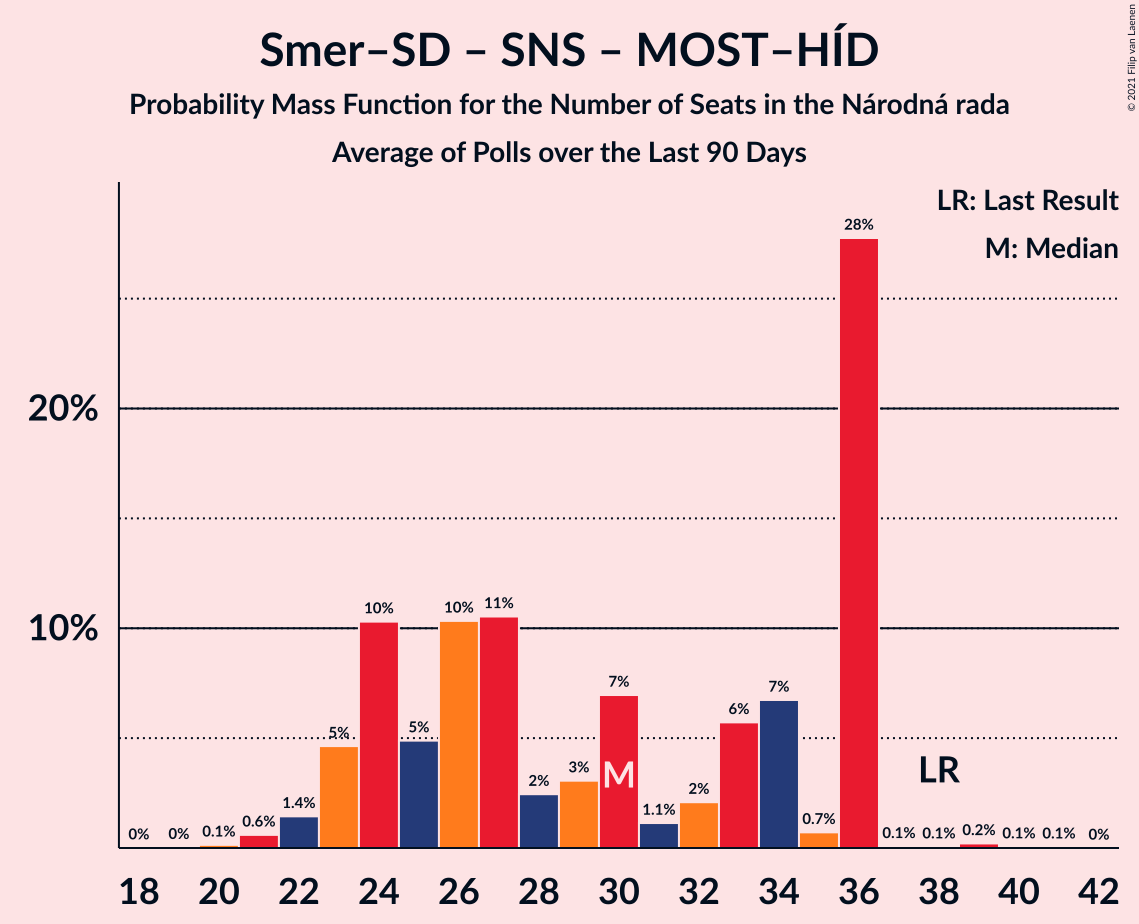 Smer–SD – SNS – MOST–HÍD
Probability Mass Function for the Number of Seats in the Národná rada
Average of Polls over the Last 90 Days
© 2021 Filip van Laenen
LR: Last Result
M: Median
20%
10%
0% 0% 0.1% 0.6% 1.4% 5% 10% 5% 10% 11% 2% 3% 7% 1.1% 2% 6% 7% 0.7% 28% 0.1% 0.1% 0.2% 0.1% 0.1% 0%
M
LR
18 20 22 24 26 28 30 32 34 36 38 40 42